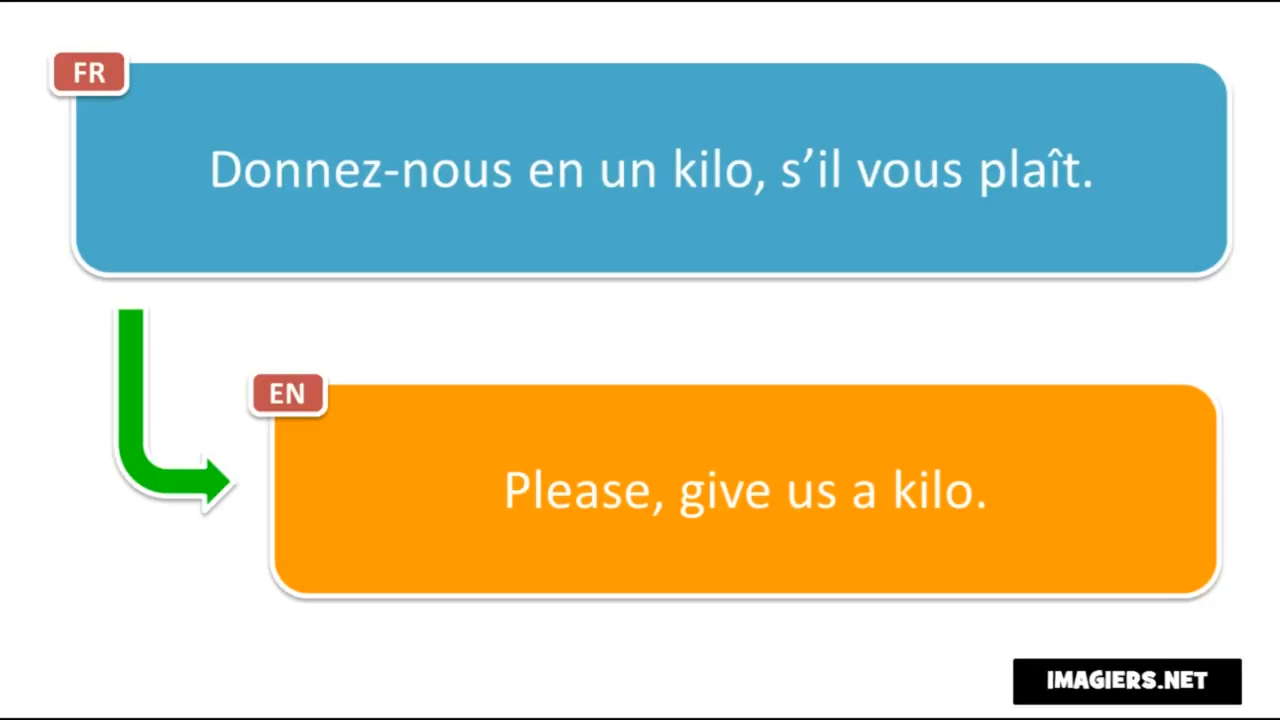 FR
Donnez-nous en un kilo, s’il vous plaît.
EN
Please, give us a kilo.
IMAGIERS.NET